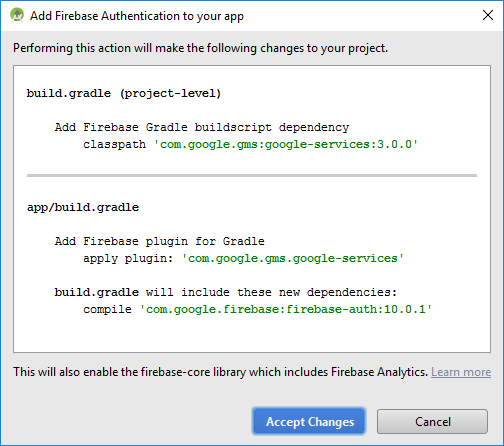 Add Firebase Authentication to your app
Performing this action will make the following changes to your project.
build.gradle (project-level)
Add Firebase Gradle buildscript dependency
classpath 'com.google.gms:google-services:3.0.0'
app/build.gradle
Add Firebase plugin for Gradle
apply plugin: 'com.google.gms.google-services'
build.gradle will include these new dependencies:
compile 'com.google.firebase:firebase-auth:10.0.1'
This will also enable the firebase-core library which includes Firebase Analytics. Learn more
Accept Changes Cancel